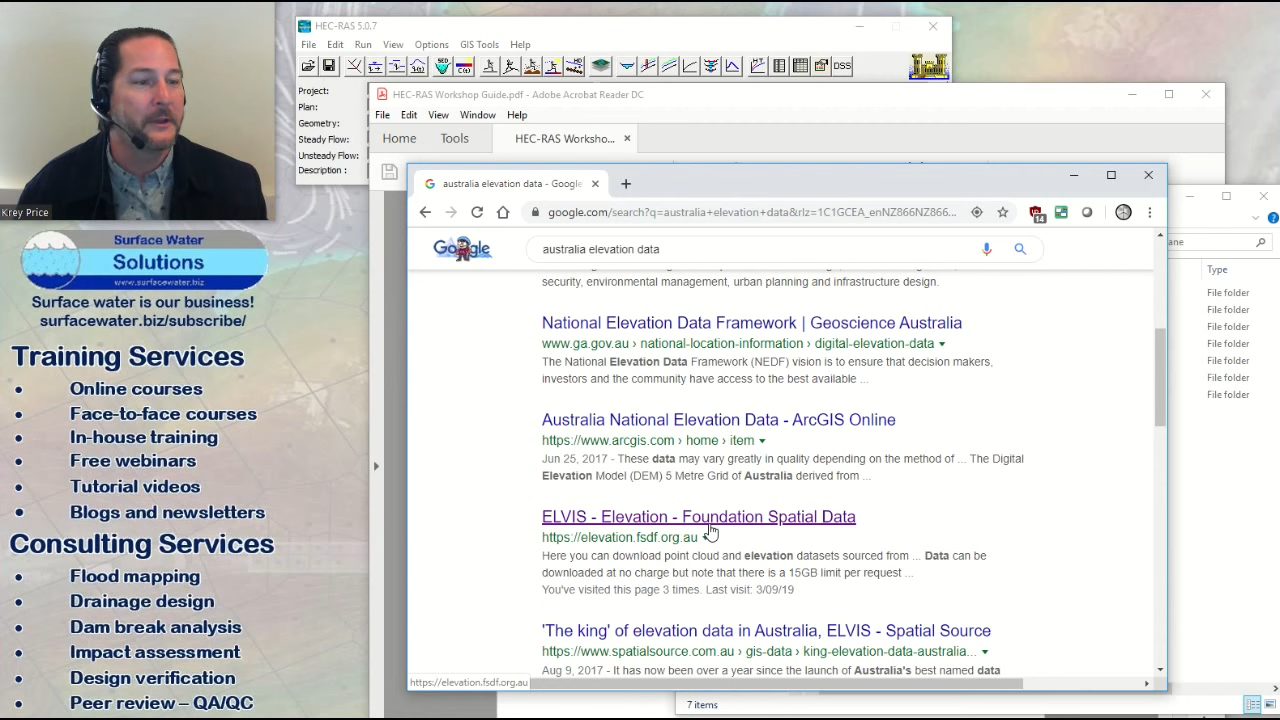 Krey Price
Surface Water
Solutions
www.surfacewater.biz
Surface water is our business!
surfacewater.biz/subscribe/
Training Services
• Online courses
• Face-to-face courses
• In-house training
• Free webinars
• Tutorial videos
• Blogs and newsletters
Consulting Services
• Flood mapping
• Drainage design
• Dam break analysis
• Impact assessment
• Design verification
• Peer review – QA/QC
HEC-RAS 5.0.7
File Edit Run View Options GIS Tools Help
DSS
Project:
Plan:
Geometry:
Steady Flow:
Unsteady Flow:
Description :
HEC-RAS Workshop Guide.pdf - Adobe Acrobat Reader DC
File Edit View Window Help
Home Tools HEC-RAS Worksho... ×
australia elevation data - Google
google.com/search?q=australia+elevation+data&rlz=1C1GCEA_enNZ866NZ866...
14
Google
australia elevation data
security, environmental management, urban planning and infrastructure design.
National Elevation Data Framework | Geoscience Australia
www.ga.gov.au › national-location-information › digital-elevation-data
The National Elevation Data Framework (NEDF) vision is to ensure that decision makers,
investors and the community have access to the best available ...
Australia National Elevation Data - ArcGIS Online
https://www.arcgis.com › home › item
Jun 25, 2017 - These data may vary greatly in quality depending on the method of ... The Digital
Elevation Model (DEM) 5 Metre Grid of Australia derived from ...
ELVIS - Elevation - Foundation Spatial Data
https://elevation.fsdf.org.au
Here you can download point cloud and elevation datasets sourced from ... Data can be
downloaded at no charge but note that there is a 15GB limit per request ...
You've visited this page 3 times. Last visit: 3/09/19
'The king' of elevation data in Australia, ELVIS - Spatial Source
https://www.spatialsource.com.au › gis-data › king-elevation-data-australia...
Aug 9, 2017 - It has now been over a year since the launch of Australia's best named data
https://elevation.fsdf.org.au
ane
Type
File folder
File folder
File folder
File folder
File folder
File folder
File folder
7 items